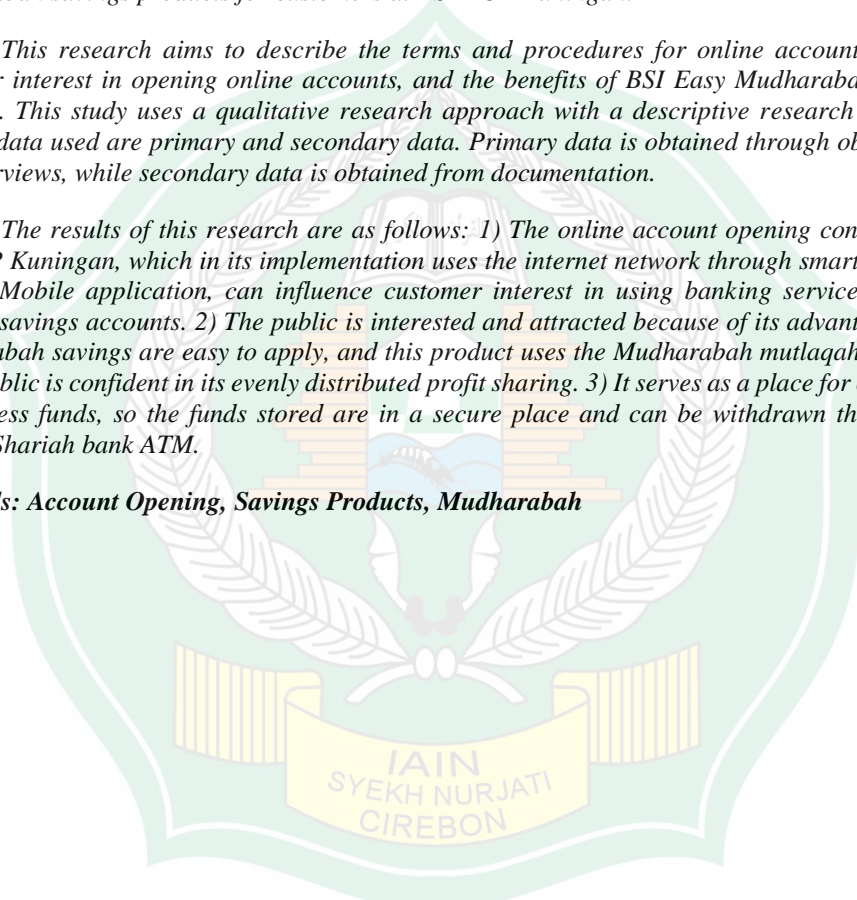 savings products for customers at
This research aims to describe the terms and procedures for online account
r interest in opening online accounts, and the benefits of BSI Easy Mudharaba
. This study uses a qualitative research approach with a descriptive research
data used are primary and secondary data. Primary data is obtained through ob
rviews, while secondary data is obtained from documentation.
The results of this research are as follows: 1) The online account opening con
P Kuningan, which in its implementation uses the internet network through smart
Mobile application, can influence customer interest in using banking service
savings accounts. 2) The public is interested and attracted because of its advant
abah savings are easy to apply, and this product uses the Mudharabah mutlaqah
blic is confident in its evenly distributed profit sharing. 3) It serves as a place for
ess funds, so the funds stored are in a secure place and can be withdrawn th
Shariah bank ATM.
s: Account Opening, Savings Products, Mudharabah
IAIN
SYEKH NURJATI
CIREBON